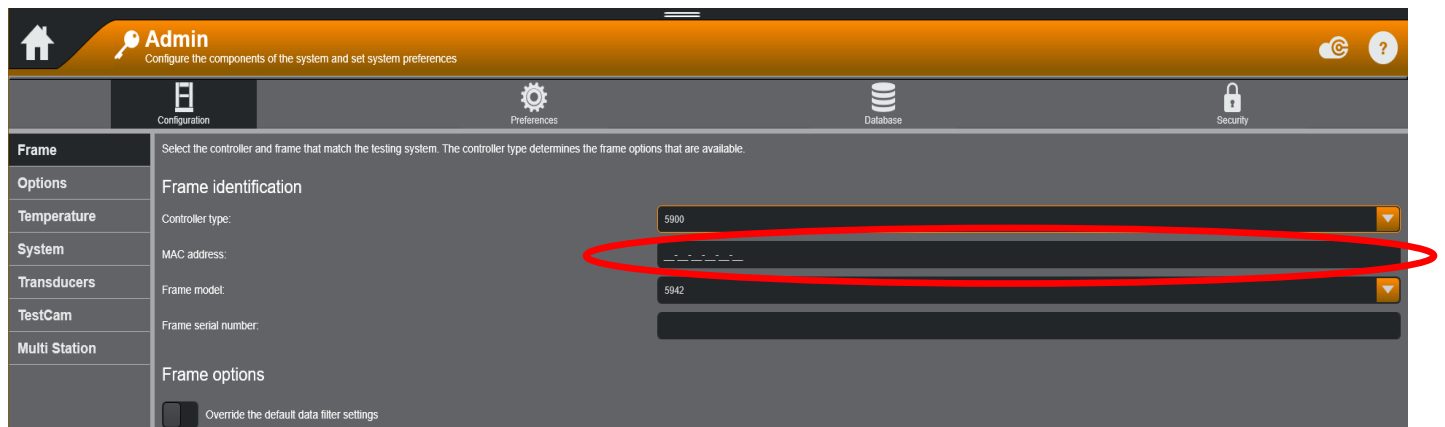 Admin
Configure the components of the system and set system preferences
?
Configuration
Preferences
Database
Security
Frame
Options
Temperature
System
Transducers
TestCam
Multi Station
Select the controller and frame that match the testing system. The controller type determines the frame options that are available.
Frame identification
Controller type:
5900
MAC address:
__-__-__-__-__-__
Frame model:
5942
Frame serial number:
Frame options
Override the default data filter settings